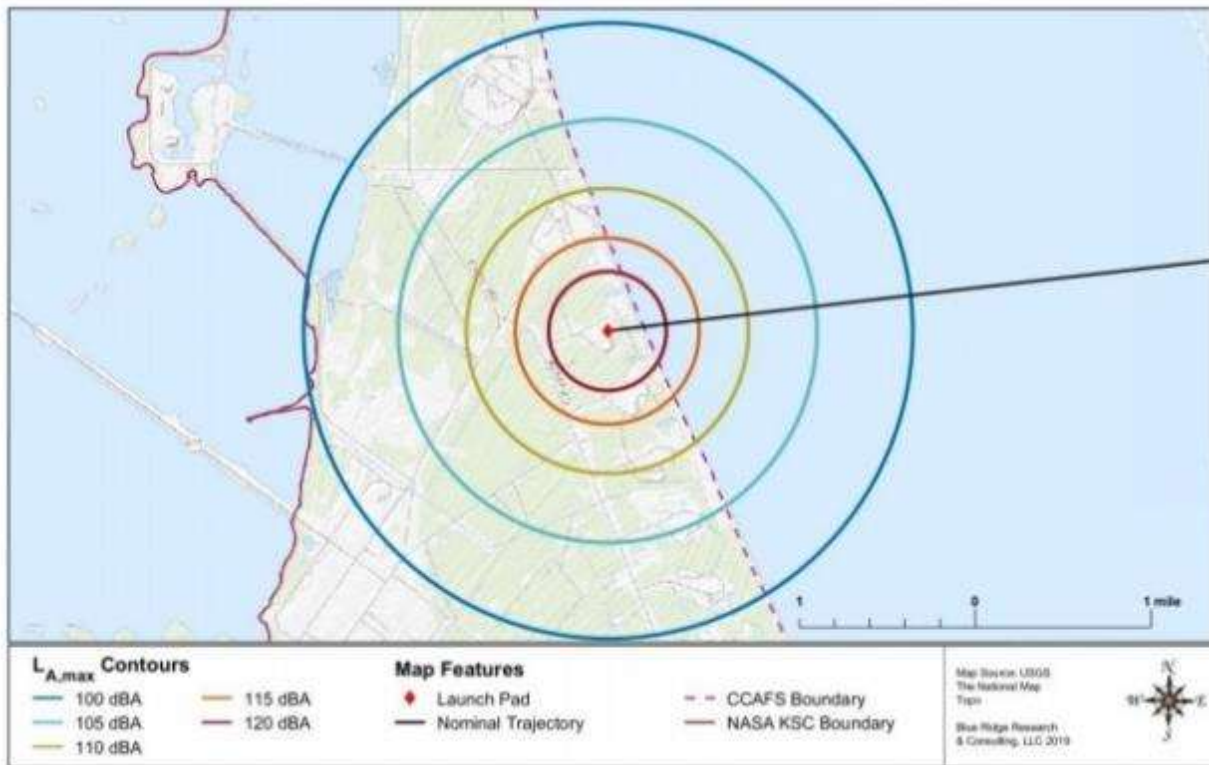 1 0 1 mile
L A,max Contours
100 dBA
105 dBA
110 dBA
115 dBA
120 dBA
Map Features
Launch Pad
Nominal Trajectory
CCAFS Boundary
NASA KSC Boundary
Map Source: USGS
The National Map
Topo
Blue Ridge Research
& Consulting, LLC 2019
N
W E
S